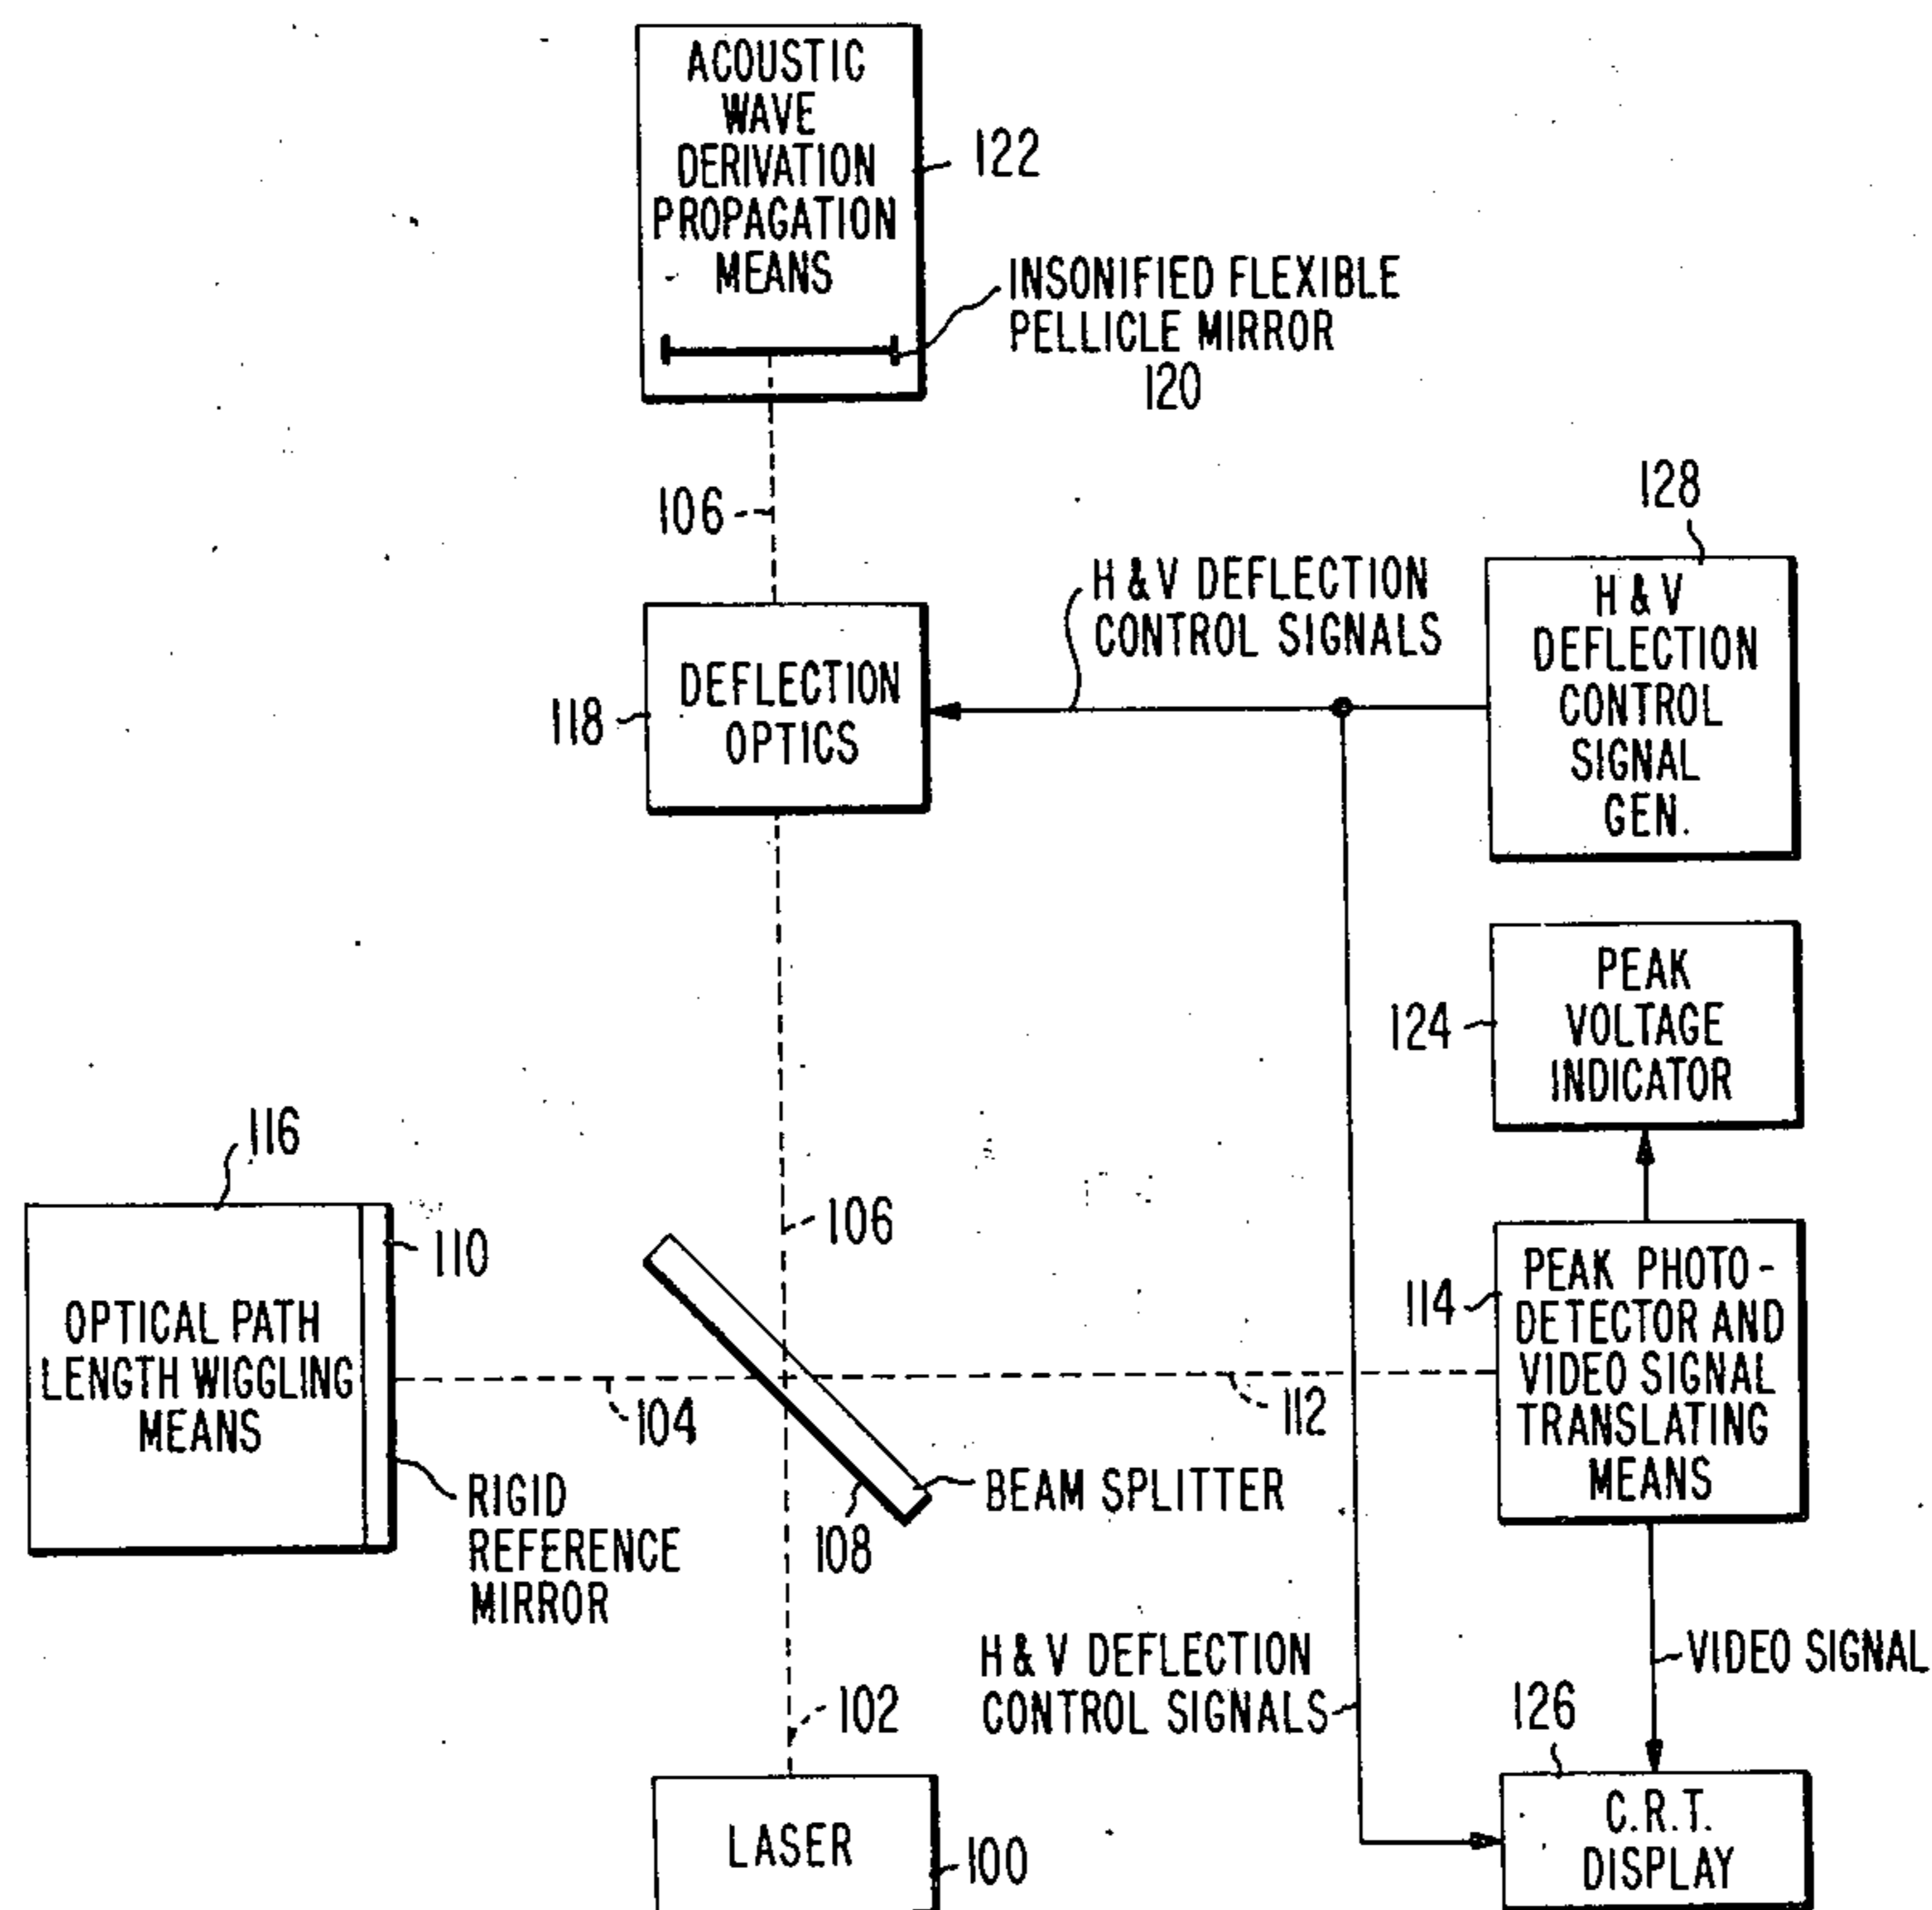 ACOUSTIC
WAVE
DERIVATION
PROPAGATION
MEANS
122
INSONIFIED FLEXIBLE
PELLICLE MIRROR
120
106
128
H & V DEFLECTION
CONTROL SIGNALS
H & V
DEFLECTION
CONTROL
SIGNAL
GEN.
118
DEFLECTION
OPTICS
124
PEAK
VOLTAGE
INDICATOR
116
110
106
OPTICAL PATH
LENGTH WIGGLING
MEANS
104
112
114
PEAK PHOTO-
DETECTOR AND
VIDEO SIGNAL
TRANSLATING
MEANS
RIGID
REFERENCE
MIRROR
108
BEAM SPLITTER
H & V DEFLECTION
CONTROL SIGNALS
VIDEO SIGNAL
102
126
LASER
100
C.R.T.
DISPLAY